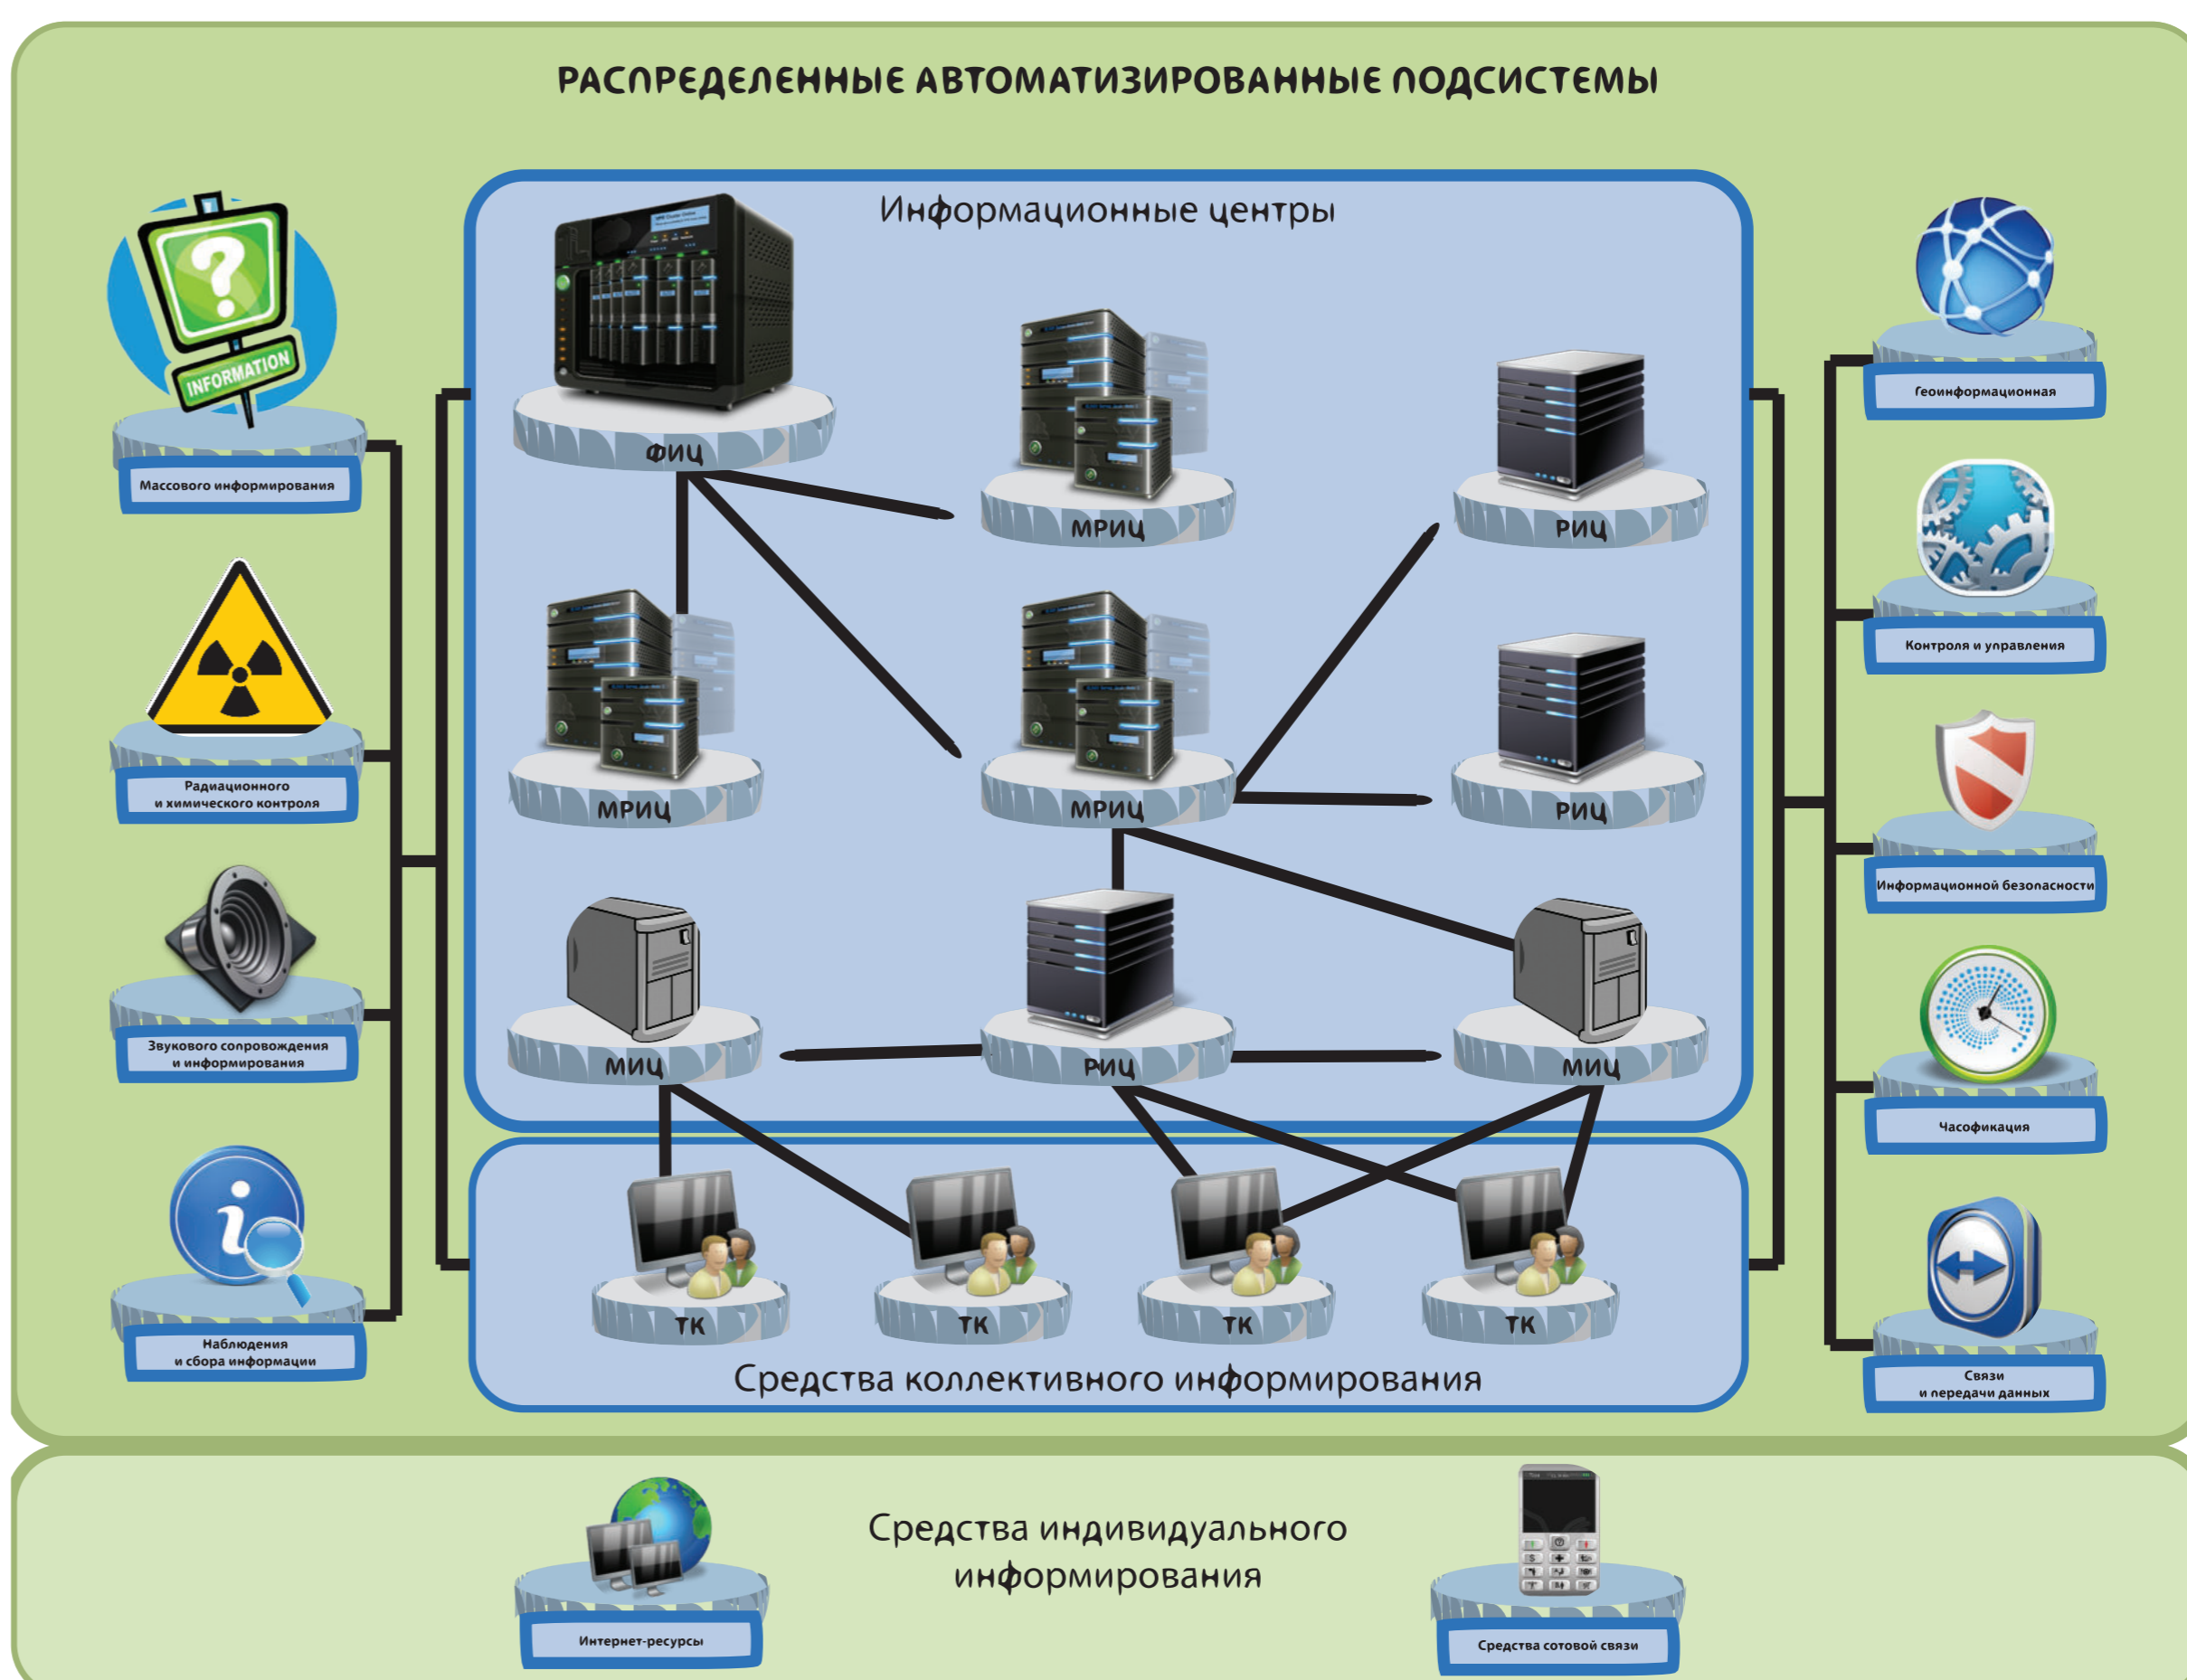 РАСПРЕДЕЛЕННЫЕ АВТОМАТИЗИРОВАННЫЕ ПОДСИСТЕМЫ
Информационные центры
INFORMATION
Массового информирования
Радиационного
и химического контроля
Звукового сопровождения
и информирования
Наблюдения
и сбора информации
ФИЦ
МРИЦ
РИЦ
МРИЦ
МРИЦ
РИЦ
МИЦ
РИЦ
МИЦ
ТК
ТК
ТК
ТК
Средства коллективного информирования
Геоинформационная
Контроля и управления
Информационной безопасности
Часофикация
Связи
и передачи данных
Средства индивидуального
информирования
Интернет-ресурсы
Средства сотовой связи